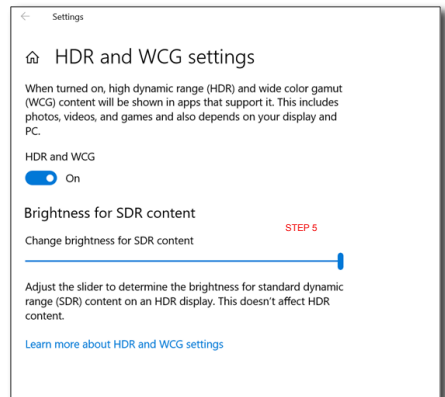 Settings
HDR and WCG settings
When turned on, high dynamic range (HDR) and wide color gamut
(WCG) content will be shown in apps that support it. This includes
photos, videos, and games and also depends on your display and
PC.
HDR and WCG
On
Brightness for SDR content
STEP 5
Change brightness for SDR content
Adjust the slider to determine the brightness for standard dynamic
range (SDR) content on an HDR display. This doesn't affect HDR
content.
Learn more about HDR and WCG settings